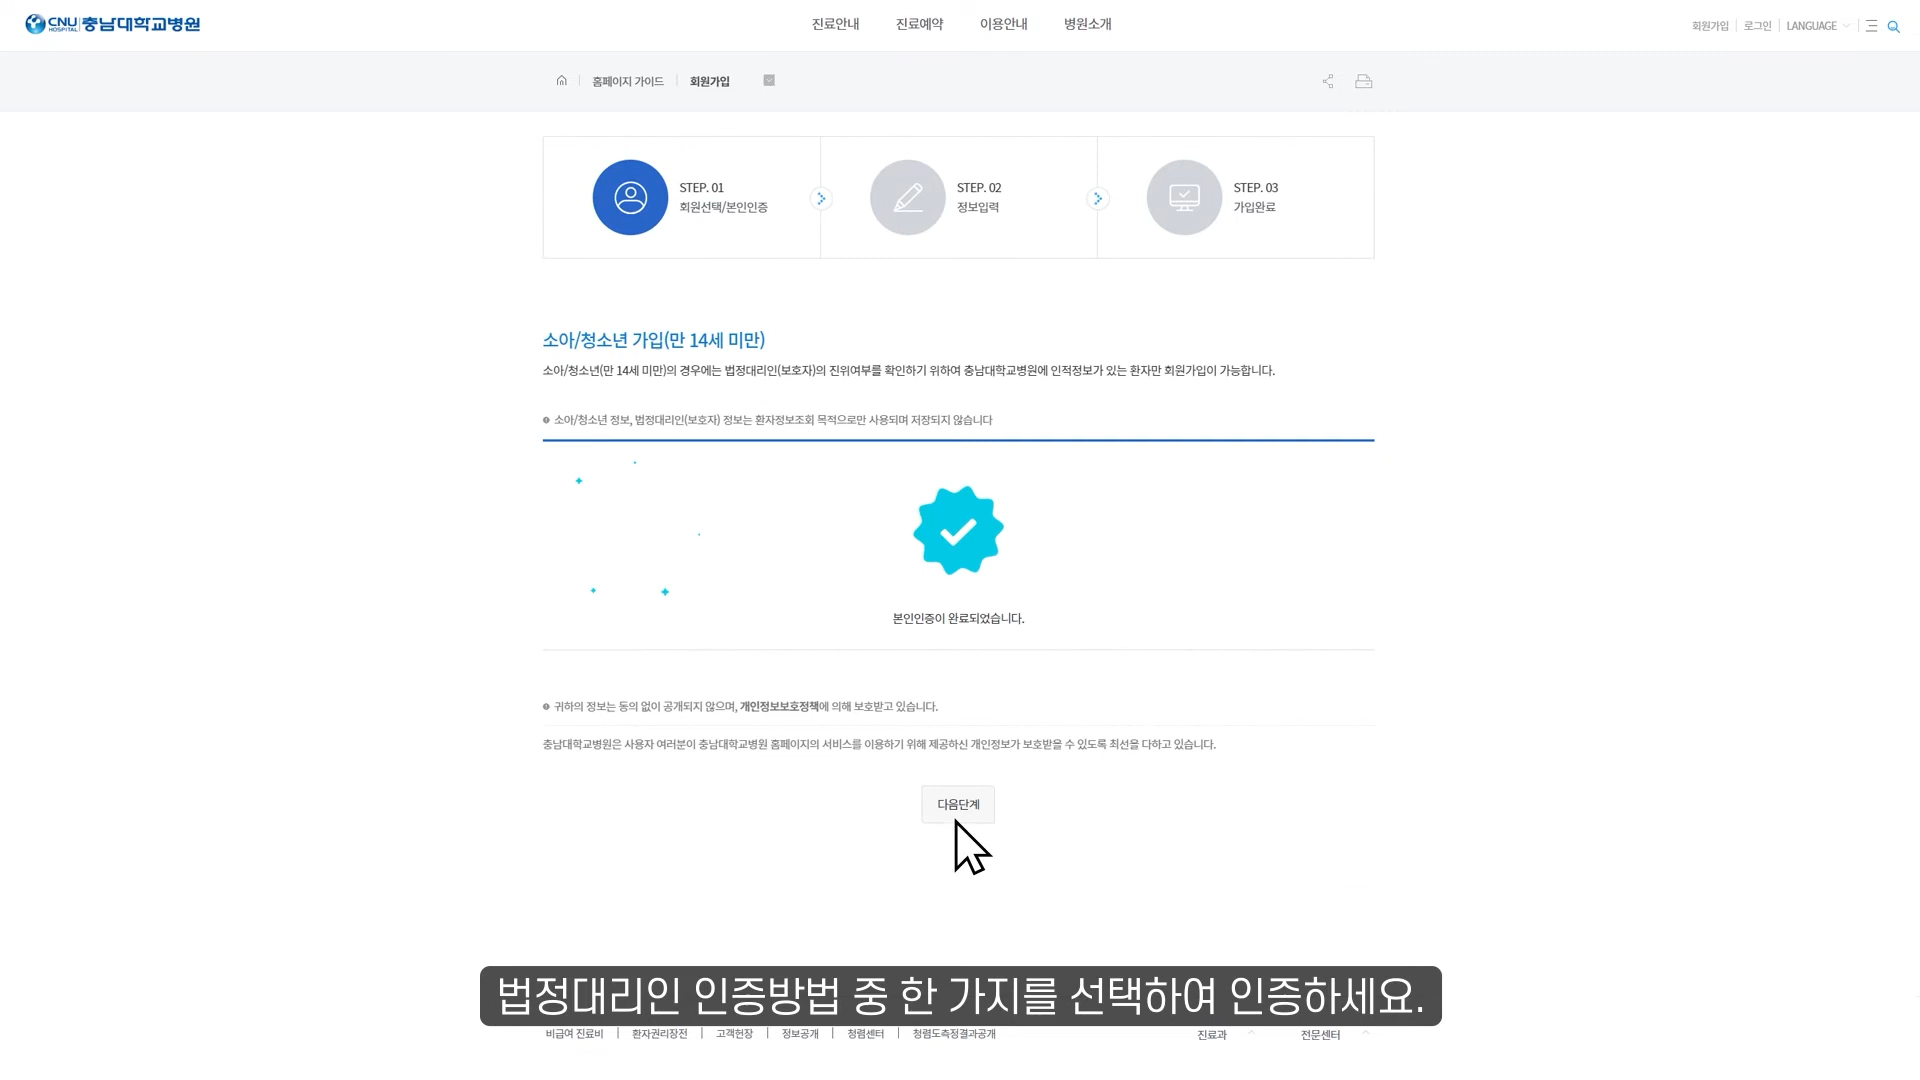 CNU HOSPITAL 충남대학교병원
진료안내 진료예약 이용안내 병원소개
회원가입 로그인 LANGUAGE
홈페이지 가이드 회원가입
STEP. 01
회원선택/본인인증
STEP. 02
정보입력
STEP. 03
가입완료
소아/청소년 가입(만 14세 미만)
소아/청소년(만 14세 미만)의 경우에는 법정대리인(보호자)의 진위여부를 확인하기 위하여 충남대학교병원에 인적정보가 있는 환자만 회원가입이 가능합니다.
소아/청소년 정보, 법정대리인(보호자) 정보는 환자정보조회 목적으로만 사용되며 저장되지 않습니다
본인인증이 완료되었습니다.
귀하의 정보는 동의 없이 공개되지 않으며, 개인정보보호정책에 의해 보호받고 있습니다.
충남대학교병원은 사용자 여러분이 충남대학교병원 홈페이지의 서비스를 이용하기 위해 제공하신 개인정보가 보호받을 수 있도록 최선을 다하고 있습니다.
다음단계
법정대리인 인증방법 중 한 가지를 선택하여 인증하세요.
비급여 진료비 환자권리장전 고객헌장 정보공개 청렴센터 청렴도측정결과공개 진료과 전문센터